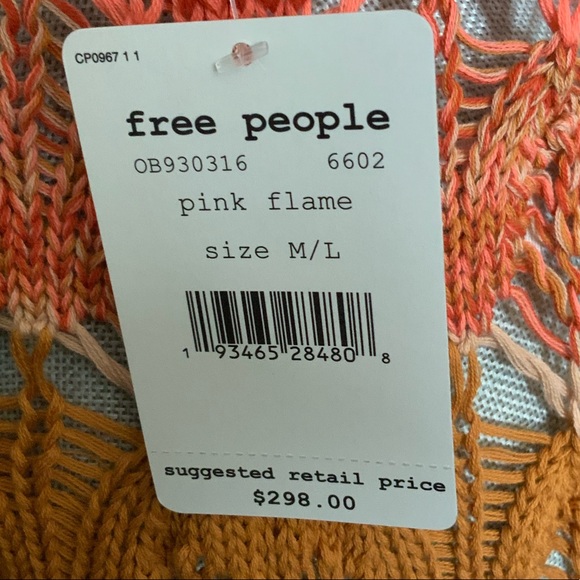 CP0967 1 1
free people
OB930316 6602
pink flame
size M/L
1 93465 28480 8
suggested retail price
$298.00